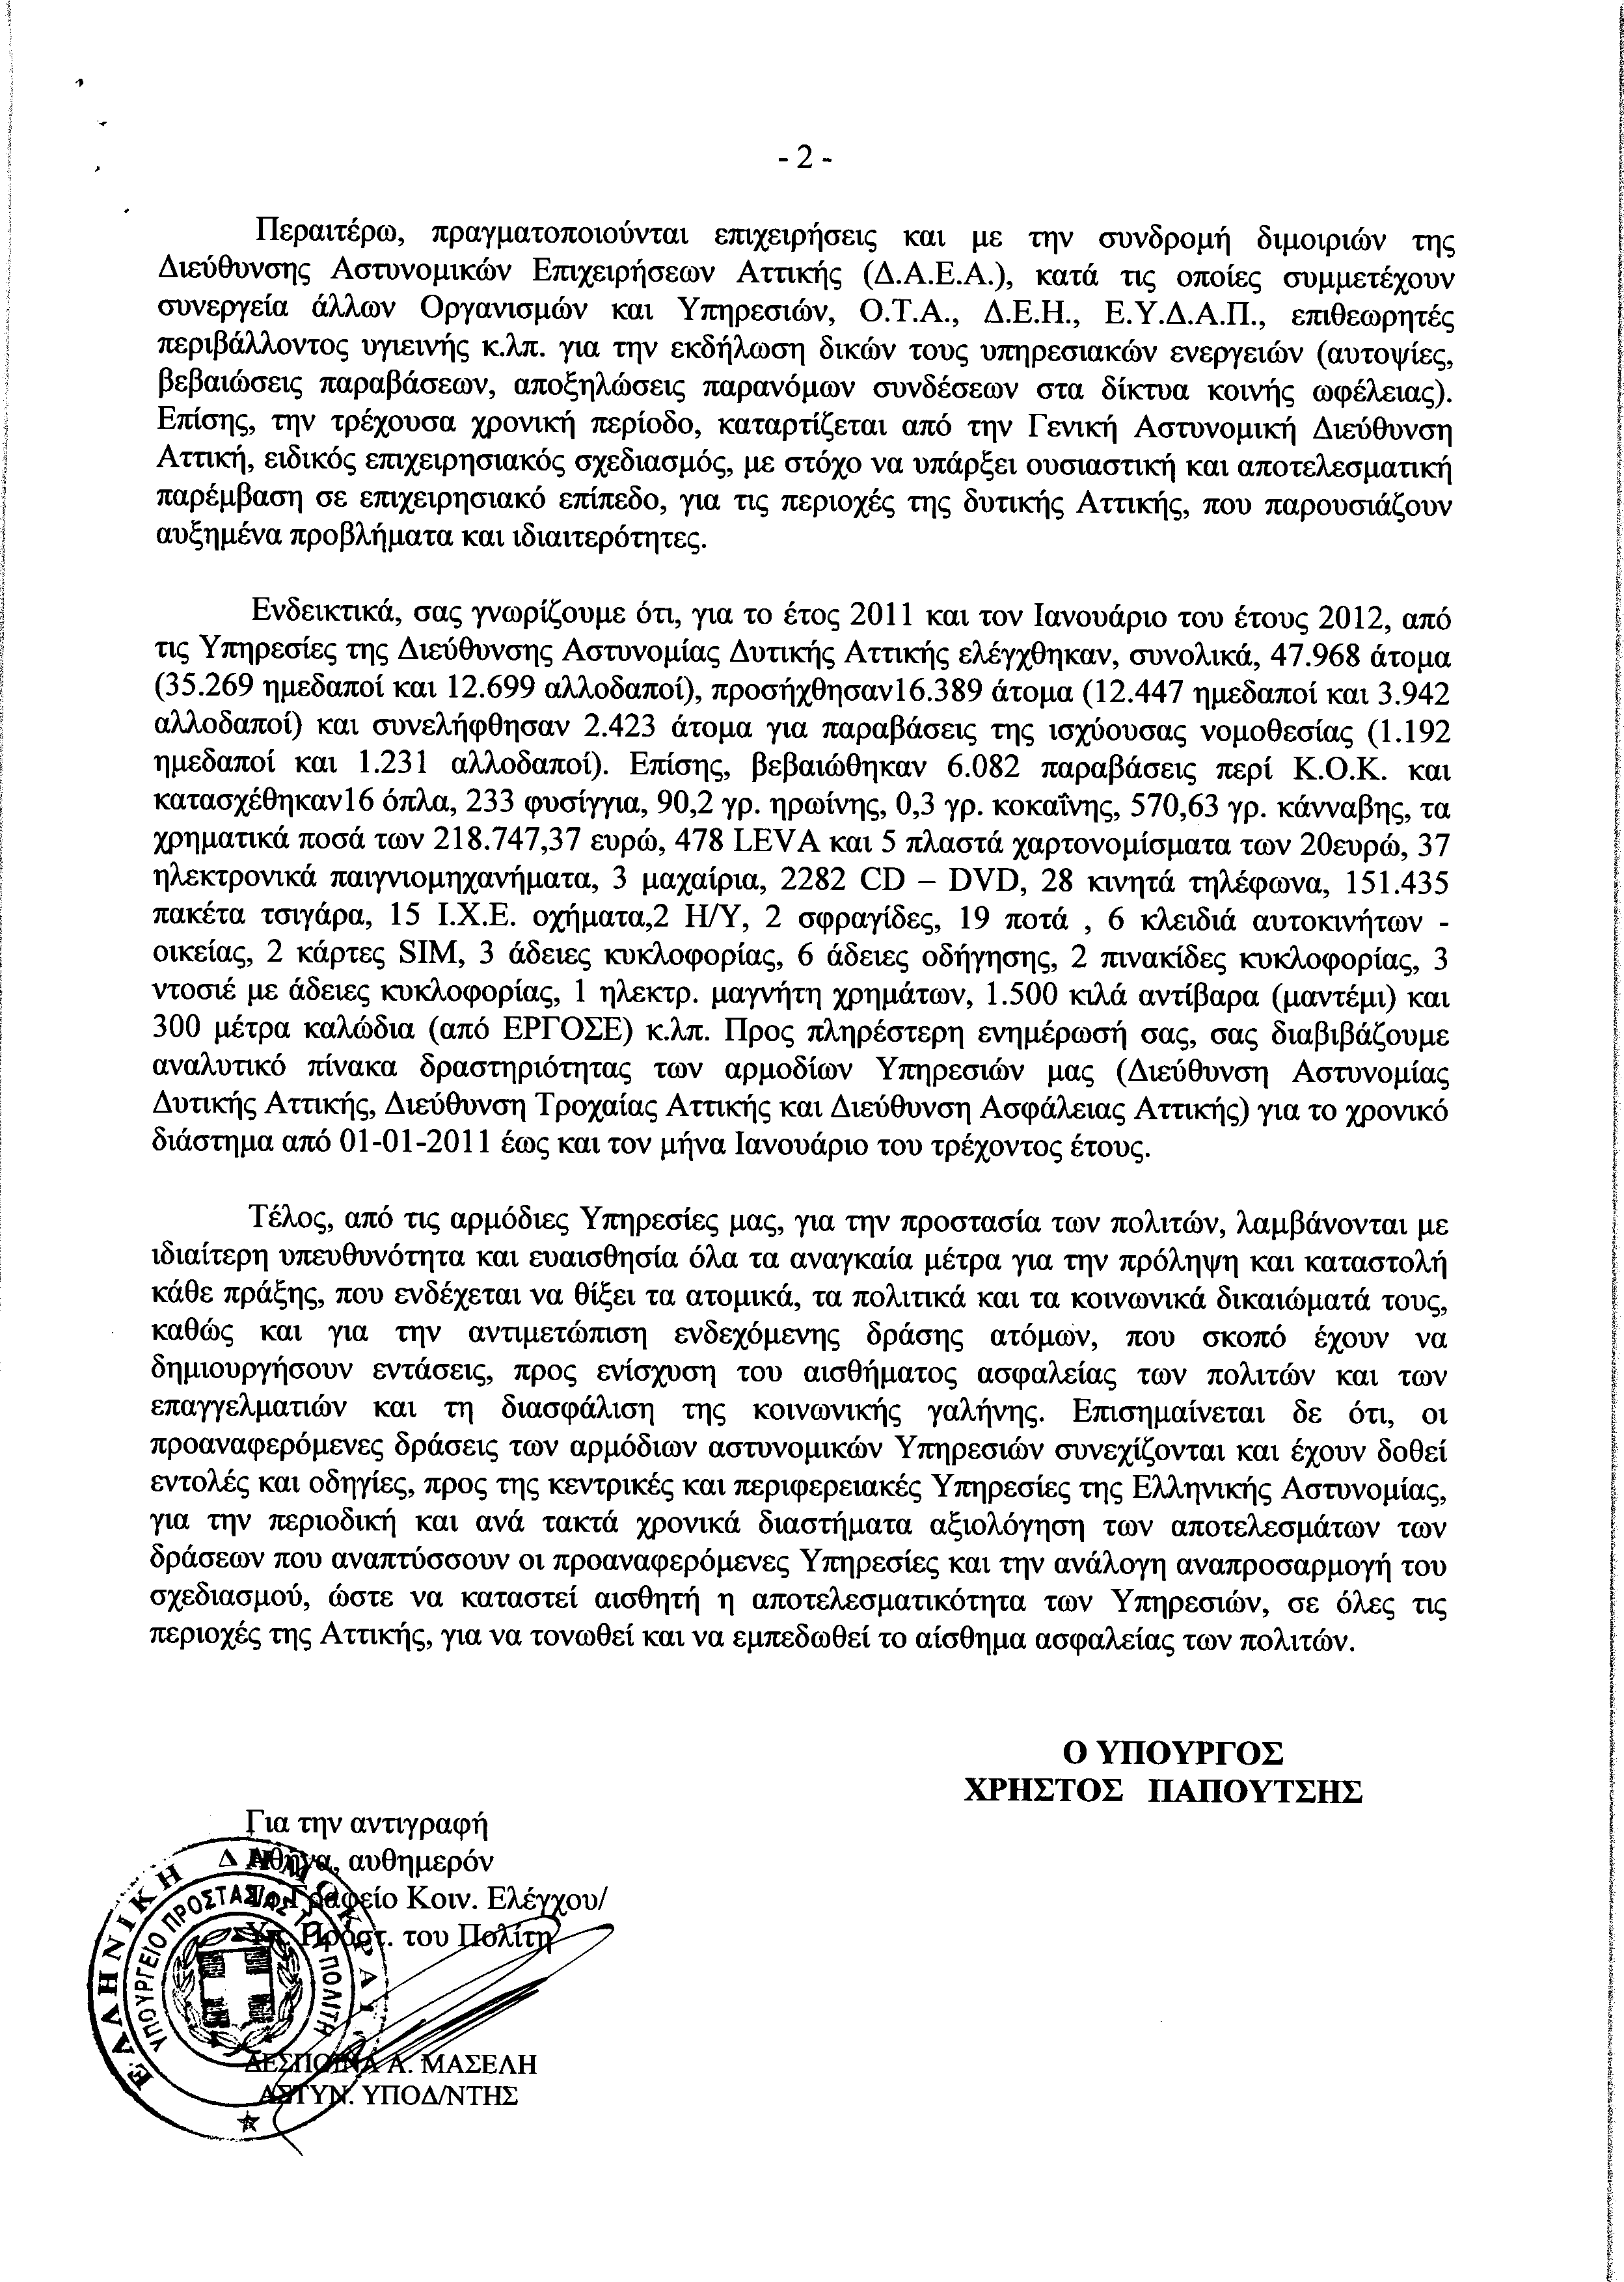 - 2 -
Περαιτέρω, πραγματοποιούνται επιχειρήσεις και με την συνδρομή διμοιριών της
Διεύθυνσης Αστυνομικών Επιχειρήσεων Αττικής (Δ.Α.Ε.Α.), κατά τις οποίες συμμετέχουν
συνεργεία άλλων Οργανισμών και Υπηρεσιών, Ο.Τ.Α., Δ.Ε.Η., Ε.Υ.Δ.Α.Π., επιθεωρητές
περιβάλλοντος υγιεινής κ.λπ. για την εκδήλωση δικών τους υπηρεσιακών ενεργειών (αυτοψίες,
βεβαιώσεις παραβάσεων, αποξηλώσεις παρανόμων συνδέσεων στα δίκτυα κοινής ωφέλειας).
Επίσης, την τρέχουσα χρονική περίοδο, καταρτίζεται από την Γενική Αστυνομική Διεύθυνση
Αττική, ειδικός επιχειρησιακός σχεδιασμός, με στόχο να υπάρξει ουσιαστική και αποτελεσματική
παρέμβαση σε επιχειρησιακό επίπεδο, για τις περιοχές της δυτικής Αττικής, που παρουσιάζουν
αυξημένα προβλήματα και ιδιαιτερότητες.
Ενδεικτικά, σας γνωρίζουμε ότι, για το έτος 2011 και τον Ιανουάριο του έτους 2012, από
τις Υπηρεσίες της Διεύθυνσης Αστυνομίας Δυτικής Αττικής ελέγχθηκαν, συνολικά, 47.968 άτομα
(35.269 ημεδαποί και 12.699 αλλοδαποί), προσήχθησαν16.389 άτομα (12.447 ημεδαποί και 3.942
αλλοδαποί) και συνελήφθησαν 2.423 άτομα για παραβάσεις της ισχύουσας νομοθεσίας (1.192
ημεδαποί και 1.231 αλλοδαποί). Επίσης, βεβαιώθηκαν 6.082 παραβάσεις περί Κ.Ο.Κ. και
κατασχέθηκαν16 όπλα, 233 φυσίγγια, 90,2 γρ. ηρωίνης, 0,3 γρ. κοκαΐνης, 570,63 γρ. κάνναβης, τα
χρηματικά ποσά των 218.747,37 ευρώ, 478 LEVA και 5 πλαστά χαρτονομίσματα των 20ευρώ, 37
ηλεκτρονικά παιγνιομηχανήματα, 3 μαχαίρια, 2282 CD – DVD, 28 κινητά τηλέφωνα, 151.435
πακέτα τσιγάρα, 15 Ι.Χ.Ε. οχήματα,2 Η/Υ, 2 σφραγίδες, 19 ποτά , 6 κλειδιά αυτοκινήτων -
οικείας, 2 κάρτες SIM, 3 άδειες κυκλοφορίας, 6 άδειες οδήγησης, 2 πινακίδες κυκλοφορίας, 3
ντοσιέ με άδειες κυκλοφορίας, 1 ηλεκτρ. μαγνήτη χρημάτων, 1.500 κιλά αντίβαρα (μαντέμι) και
300 μέτρα καλώδια (από ΕΡΓΟΣΕ) κ.λπ. Προς πληρέστερη ενημέρωσή σας, σας διαβιβάζουμε
αναλυτικό πίνακα δραστηριότητας των αρμοδίων Υπηρεσιών μας (Διεύθυνση Αστυνομίας
Δυτικής Αττικής, Διεύθυνση Τροχαίας Αττικής και Διεύθυνση Ασφάλειας Αττικής) για το χρονικό
διάστημα από 01-01-2011 έως και τον μήνα Ιανουάριο του τρέχοντος έτους.
Τέλος, από τις αρμόδιες Υπηρεσίες μας, για την προστασία των πολιτών, λαμβάνονται με
ιδιαίτερη υπευθυνότητα και ευαισθησία όλα τα αναγκαία μέτρα για την πρόληψη και καταστολή
κάθε πράξης, που ενδέχεται να θίξει τα ατομικά, τα πολιτικά και τα κοινωνικά δικαιώματά τους,
καθώς και για την αντιμετώπιση ενδεχόμενης δράσης ατόμων, που σκοπό έχουν να
δημιουργήσουν εντάσεις, προς ενίσχυση του αισθήματος ασφαλείας των πολιτών και των
επαγγελματιών και τη διασφάλιση της κοινωνικής γαλήνης. Επισημαίνεται δε ότι, οι
προαναφερόμενες δράσεις των αρμόδιων αστυνομικών Υπηρεσιών συνεχίζονται και έχουν δοθεί
εντολές και οδηγίες, προς της κεντρικές και περιφερειακές Υπηρεσίες της Ελληνικής Αστυνομίας,
για την περιοδική και ανά τακτά χρονικά διαστήματα αξιολόγηση των αποτελεσμάτων των
δράσεων που αναπτύσσουν οι προαναφερόμενες Υπηρεσίες και την ανάλογη αναπροσαρμογή του
σχεδιασμού, ώστε να καταστεί αισθητή η αποτελεσματικότητα των Υπηρεσιών, σε όλες τις
περιοχές της Αττικής, για να τονωθεί και να εμπεδωθεί το αίσθημα ασφαλείας των πολιτών.
Ο ΥΠΟΥΡΓΟΣ
ΧΡΗΣΤΟΣ ΠΑΠΟΥΤΣΗΣ
Για την αντιγραφή
Αθήνα, αυθημερόν
Το Γραφείο Κοιν. Ελέγχου/
Υπ. Προστ. του Πολίτη
ΕΛΛΗΝΙΚΗ ΔΗΜΟΚΡΑΤΙΑ
ΥΠΟΥΡΓΕΙΟ ΠΡΟΣΤΑΣΙΑΣ ΤΟΥ ΠΟΛΙΤΗ
ΔΕΣΠΟΙΝΑ Α. ΜΑΣΕΛΗ
ΑΣΤΥΝ. ΥΠΟΔ/ΝΤΗΣ